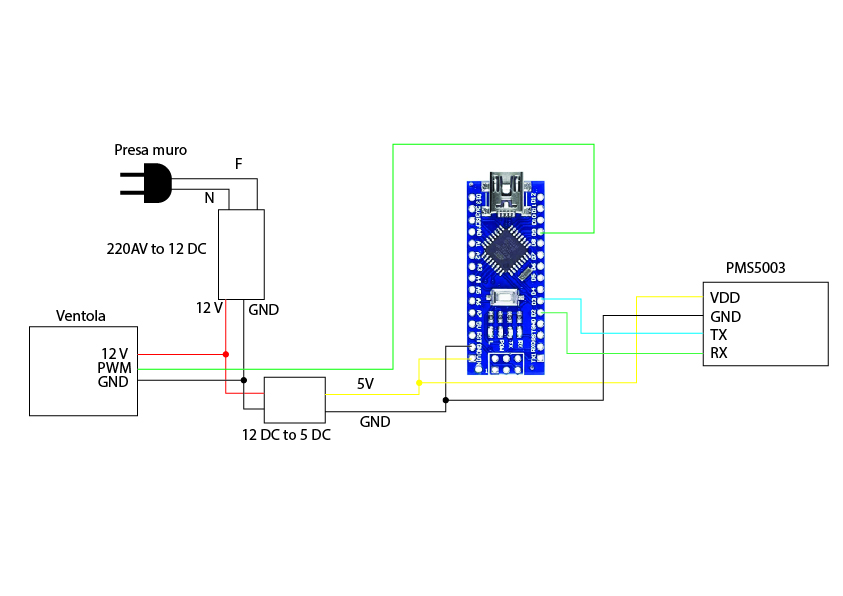 Presa muro
F
N
220AV to 12 DC
12 V
GND
Ventola
12 V
PWM
GND
5V
GND
12 DC to 5 DC
PMS5003
VDD
GND
TX
RX